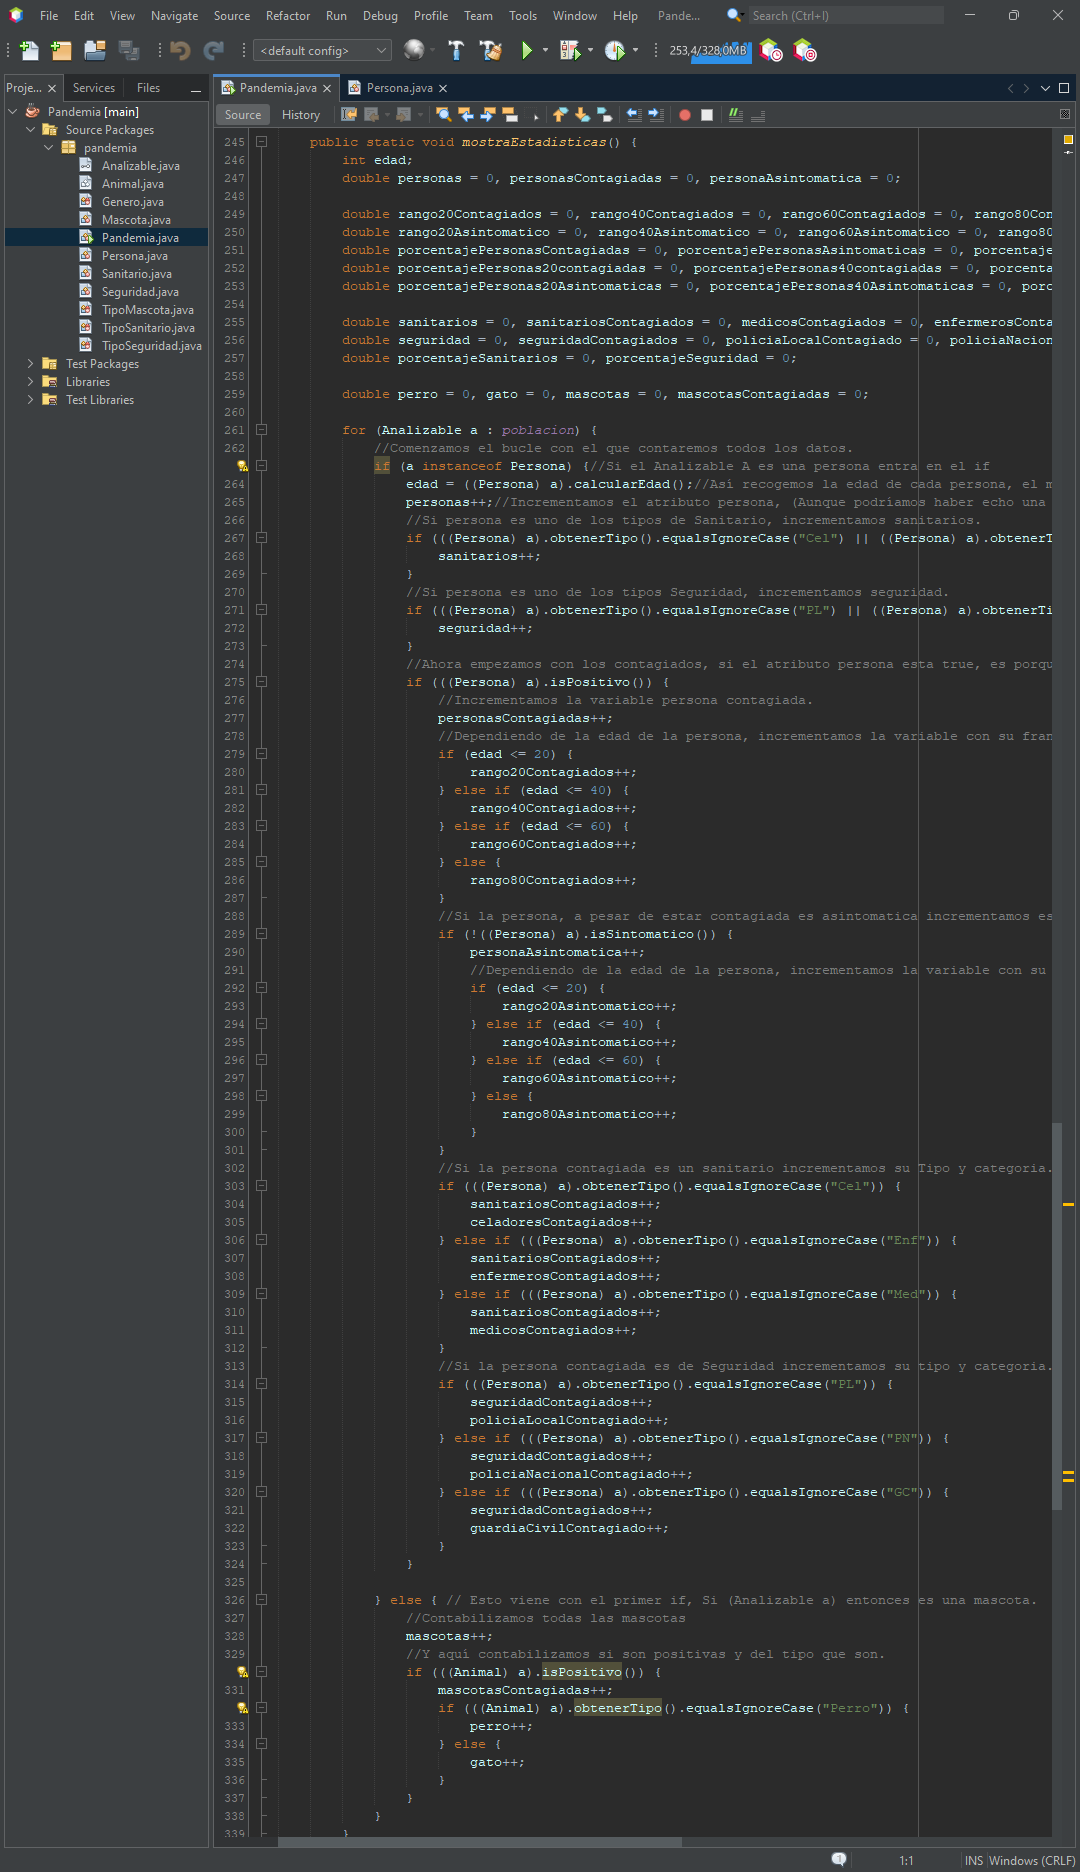 File Edit View Navigate Source Refactor Run Debug Profile Team Tools Window Help Pande... Search (Ctrl+I)
<default config> 253,4/328,0MB
Proje... Services Files
Pandemia.java Persona.java
Source History
Pandemia [main]
Source Packages
pandemia
Analizable.java
Animal.java
Genero.java
Mascota.java
Pandemia.java
Persona.java
Sanitario.java
Seguridad.java
TipoMascota.java
TipoSanitario.java
TipoSeguridad.java
Test Packages
Libraries
Test Libraries
245 public static void mostraEstadisticas() {
246 int edad;
247 double personas = 0, personasContagiadas = 0, personaAsintomatica = 0;
248
249 double rango20Contagiados = 0, rango40Contagiados = 0, rango60Contagiados = 0, rango80Con
250 double rango20Asintomatico = 0, rango40Asintomatico = 0, rango60Asintomatico = 0, rango80
251 double porcentajePersonasContagiadas = 0, porcentajePersonasAsintomaticas = 0, porcentaje
252 double porcentajePersonas20contagiadas = 0, porcentajePersonas40contagiadas = 0, porcenta
253 double porcentajePersonas20Asintomaticas = 0, porcentajePersonas40Asintomaticas = 0, porc
254
255 double sanitarios = 0, sanitariosContagiados = 0, medicosContagiados = 0, enfermerosConta
256 double seguridad = 0, seguridadContagiados = 0, policiaLocalContagiado = 0, policiaNacion
257 double porcentajeSanitarios = 0, porcentajeSeguridad = 0;
258
259 double perro = 0, gato = 0, mascotas = 0, mascotasContagiadas = 0;
260
261 for (Analizable a : poblacion) {
262 //Comenzamos el bucle con el que contaremos todos los datos.
if (a instanceof Persona) {//Si el Analizable A es una persona entra en el if
264 edad = ((Persona) a).calcularEdad();//Así recogemos la edad de cada persona, el m
265 personas++;//Incrementamos el atributo persona, (Aunque podríamos haber echo una
266 //Si persona es uno de los tipos de Sanitario, incrementamos sanitarios.
267 if (((Persona) a).obtenerTipo().equalsIgnoreCase("Cel") || ((Persona) a).obtenerT
268 sanitarios++;
269 }
270 //Si persona es uno de los tipos Seguridad, incrementamos seguridad.
271 if (((Persona) a).obtenerTipo().equalsIgnoreCase("PL") || ((Persona) a).obtenerTi
272 seguridad++;
273 }
274 //Ahora empezamos con los contagiados, si el atributo persona esta true, es porqu
275 if (((Persona) a).isPositivo()) {
276 //Incrementamos la variable persona contagiada.
277 personasContagiadas++;
278 //Dependiendo de la edad de la persona, incrementamos la variable con su fran
279 if (edad <= 20) {
280 rango20Contagiados++;
281 } else if (edad <= 40) {
282 rango40Contagiados++;
283 } else if (edad <= 60) {
284 rango60Contagiados++;
285 } else {
286 rango80Contagiados++;
287 }
288 //Si la persona, a pesar de estar contagiada es asintomatica incrementamos es
289 if (!((Persona) a).isSintomatico()) {
290 personaAsintomatica++;
291 //Dependiendo de la edad de la persona, incrementamos la variable con su
292 if (edad <= 20) {
293 rango20Asintomatico++;
294 } else if (edad <= 40) {
295 rango40Asintomatico++;
296 } else if (edad <= 60) {
297 rango60Asintomatico++;
298 } else {
299 rango80Asintomatico++;
300 }
301 }
302 //Si la persona contagiada es un sanitario incrementamos su Tipo y categoria.
303 if (((Persona) a).obtenerTipo().equalsIgnoreCase("Cel")) {
304 sanitariosContagiados++;
305 celadoresContagiados++;
306 } else if (((Persona) a).obtenerTipo().equalsIgnoreCase("Enf")) {
307 sanitariosContagiados++;
308 enfermerosContagiados++;
309 } else if (((Persona) a).obtenerTipo().equalsIgnoreCase("Med")) {
310 sanitariosContagiados++;
311 medicosContagiados++;
312 }
313 //Si la persona contagiada es de Seguridad incrementamos su tipo y categoria.
314 if (((Persona) a).obtenerTipo().equalsIgnoreCase("PL")) {
315 seguridadContagiados++;
316 policiaLocalContagiado++;
317 } else if (((Persona) a).obtenerTipo().equalsIgnoreCase("PN")) {
318 seguridadContagiados++;
319 policiaNacionalContagiado++;
320 } else if (((Persona) a).obtenerTipo().equalsIgnoreCase("GC")) {
321 seguridadContagiados++;
322 guardiaCivilContagiado++;
323 }
324 }
325
326 } else { // Esto viene con el primer if, Si (Analizable a) entonces es una mascota.
327 //Contabilizamos todas las mascotas
328 mascotas++;
329 //Y aquí contabilizamos si son positivas y del tipo que son.
if (((Animal) a).isPositivo()) {
331 mascotasContagiadas++;
if (((Animal) a).obtenerTipo().equalsIgnoreCase("Perro")) {
333 perro++;
334 } else {
335 gato++;
336 }
337 }
338 }
339 }
1:1 INS Windows (CRLF)